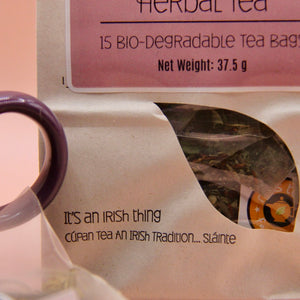 Herbal Tea
15 Bio-Degradable Tea Bags
Net Weight: 37.5 g
It's an Irish thing
Cúpan Tea An Irish Tradition... Sláinte